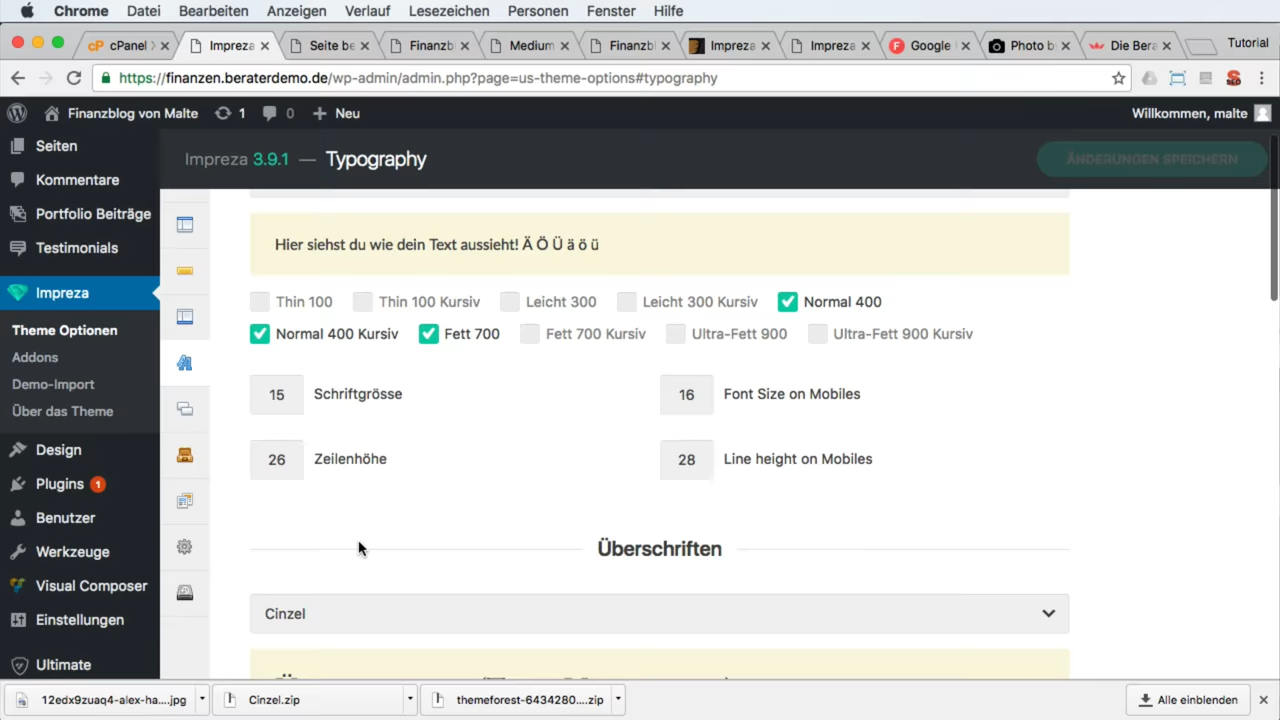 Chrome Datei Bearbeiten Anzeigen Verlauf Lesezeichen Personen Fenster Hilfe
cP cPanel X Impreza Seite be Finanzbl Medium Finanzbl Impreza Impreza Google Photo b Die Bera Tutorial
https://finanzen.beraterdemo.de/wp-admin/admin.php?page=us-theme-options#typography
Finanzblog von Malte 1 0 Neu Willkommen, malte
Seiten
Kommentare
Portfolio Beiträge
Testimonials
Impreza
Theme Optionen
Addons
Demo-Import
Über das Theme
Design
Plugins 1
Benutzer
Werkzeuge
Visual Composer
Einstellungen
Ultimate
Impreza 3.9.1 — Typography
ÄNDERUNGEN SPEICHERN
Hier siehst du wie dein Text aussieht! Ä Ö Ü ä ö ü
Thin 100 Thin 100 Kursiv Leicht 300 Leicht 300 Kursiv Normal 400
Normal 400 Kursiv Fett 700 Fett 700 Kursiv Ultra-Fett 900 Ultra-Fett 900 Kursiv
15 Schriftgrösse 16 Font Size on Mobiles
26 Zeilenhöhe 28 Line height on Mobiles
Überschriften
Cinzel
12edx9zuaq4-alex-ha....jpg Cinzel.zip themeforest-6434280....zip Alle einblenden